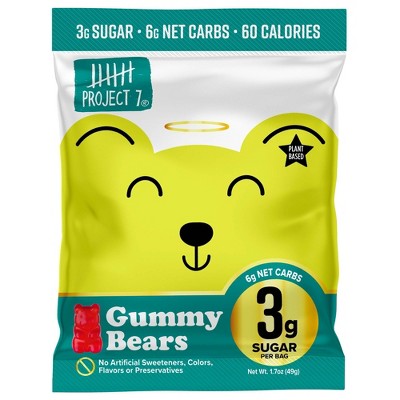 3g SUGAR • 6g NET CARBS • 60 CALORIES
PROJECT 7®
PLANT
BASED
6g NET CARBS
3g
SUGAR
PER BAG
Gummy
Bears
No Artificial Sweeteners, Colors,
Flavors or Preservatives
Net Wt. 1.7oz (49g)